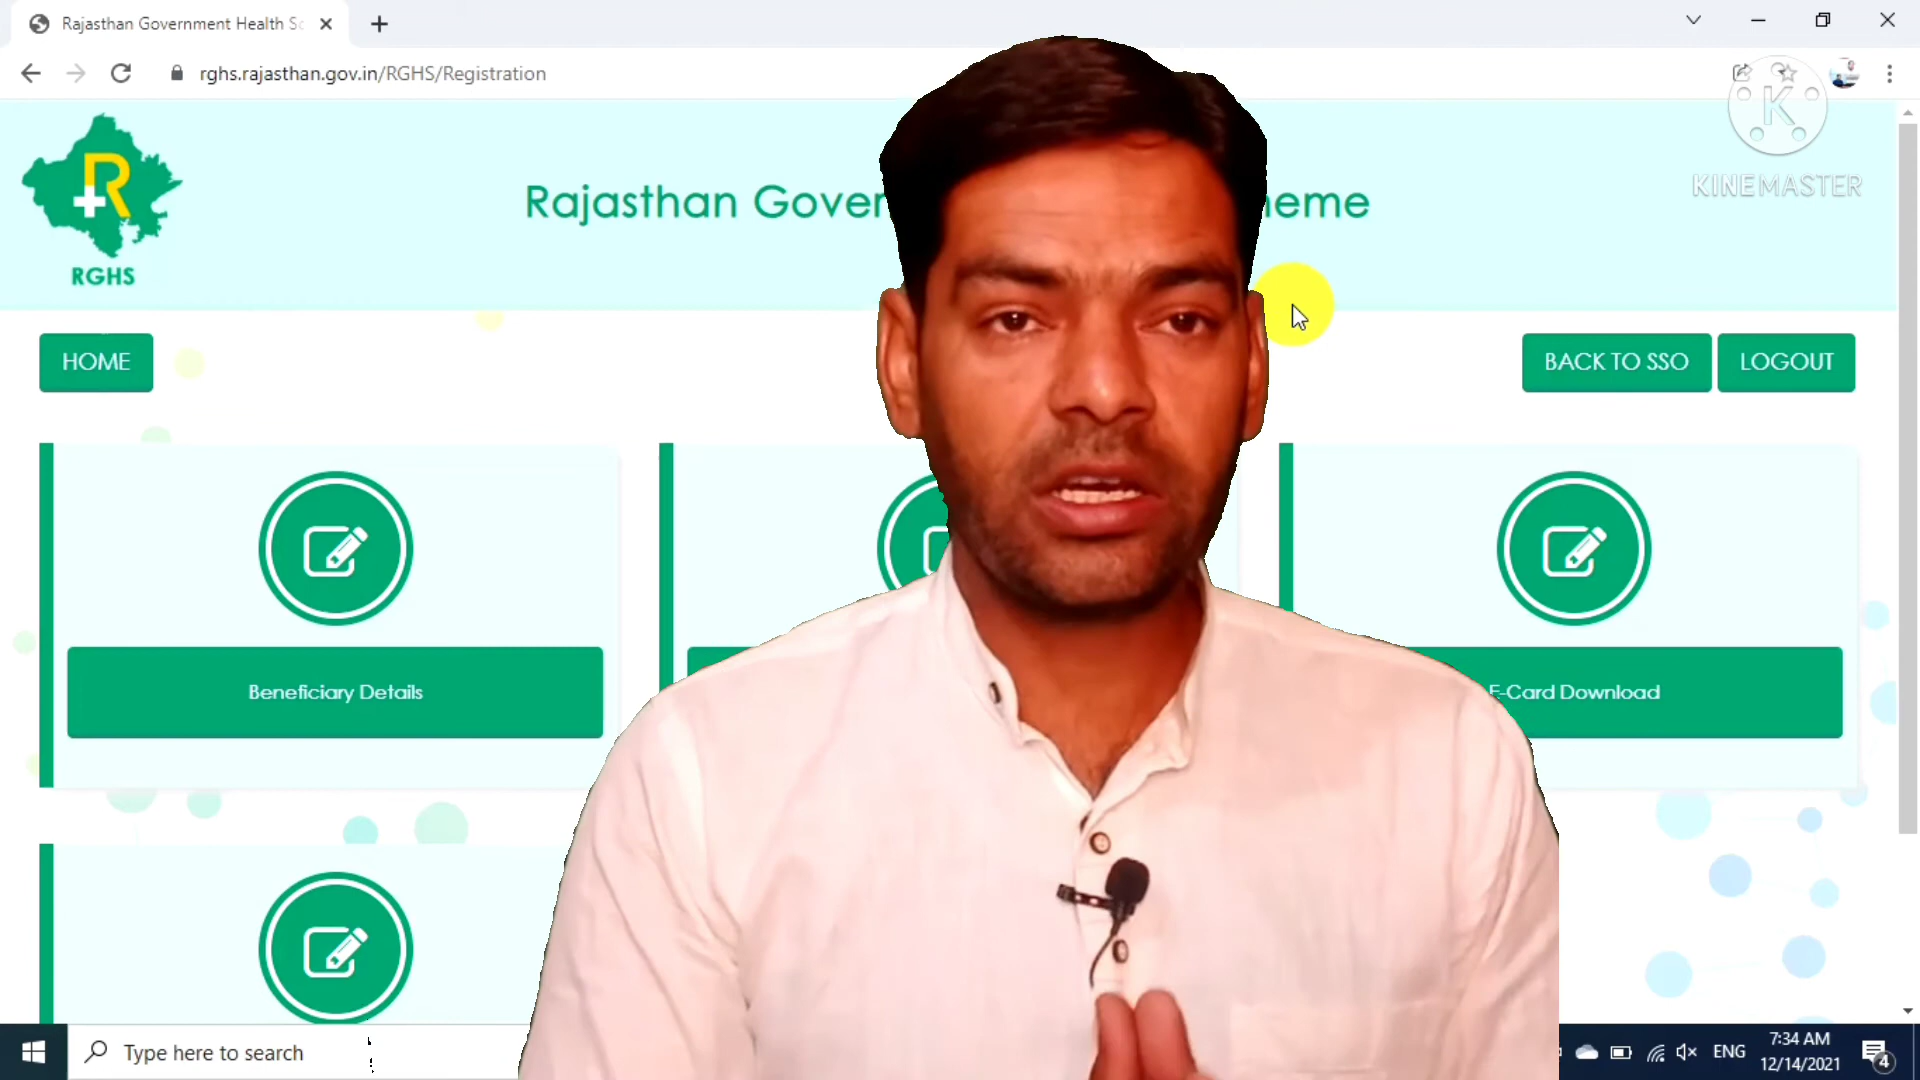 Rajasthan Government Health Sc
rghs.rajasthan.gov.in/RGHS/Registration
KINEMASTER
Rajasthan Gover heme
RGHS
HOME
BACK TO SSO
LOGOUT
Beneficiary Details
E-Card Download
Type here to search
ENG
7:34 AM
12/14/2021
4